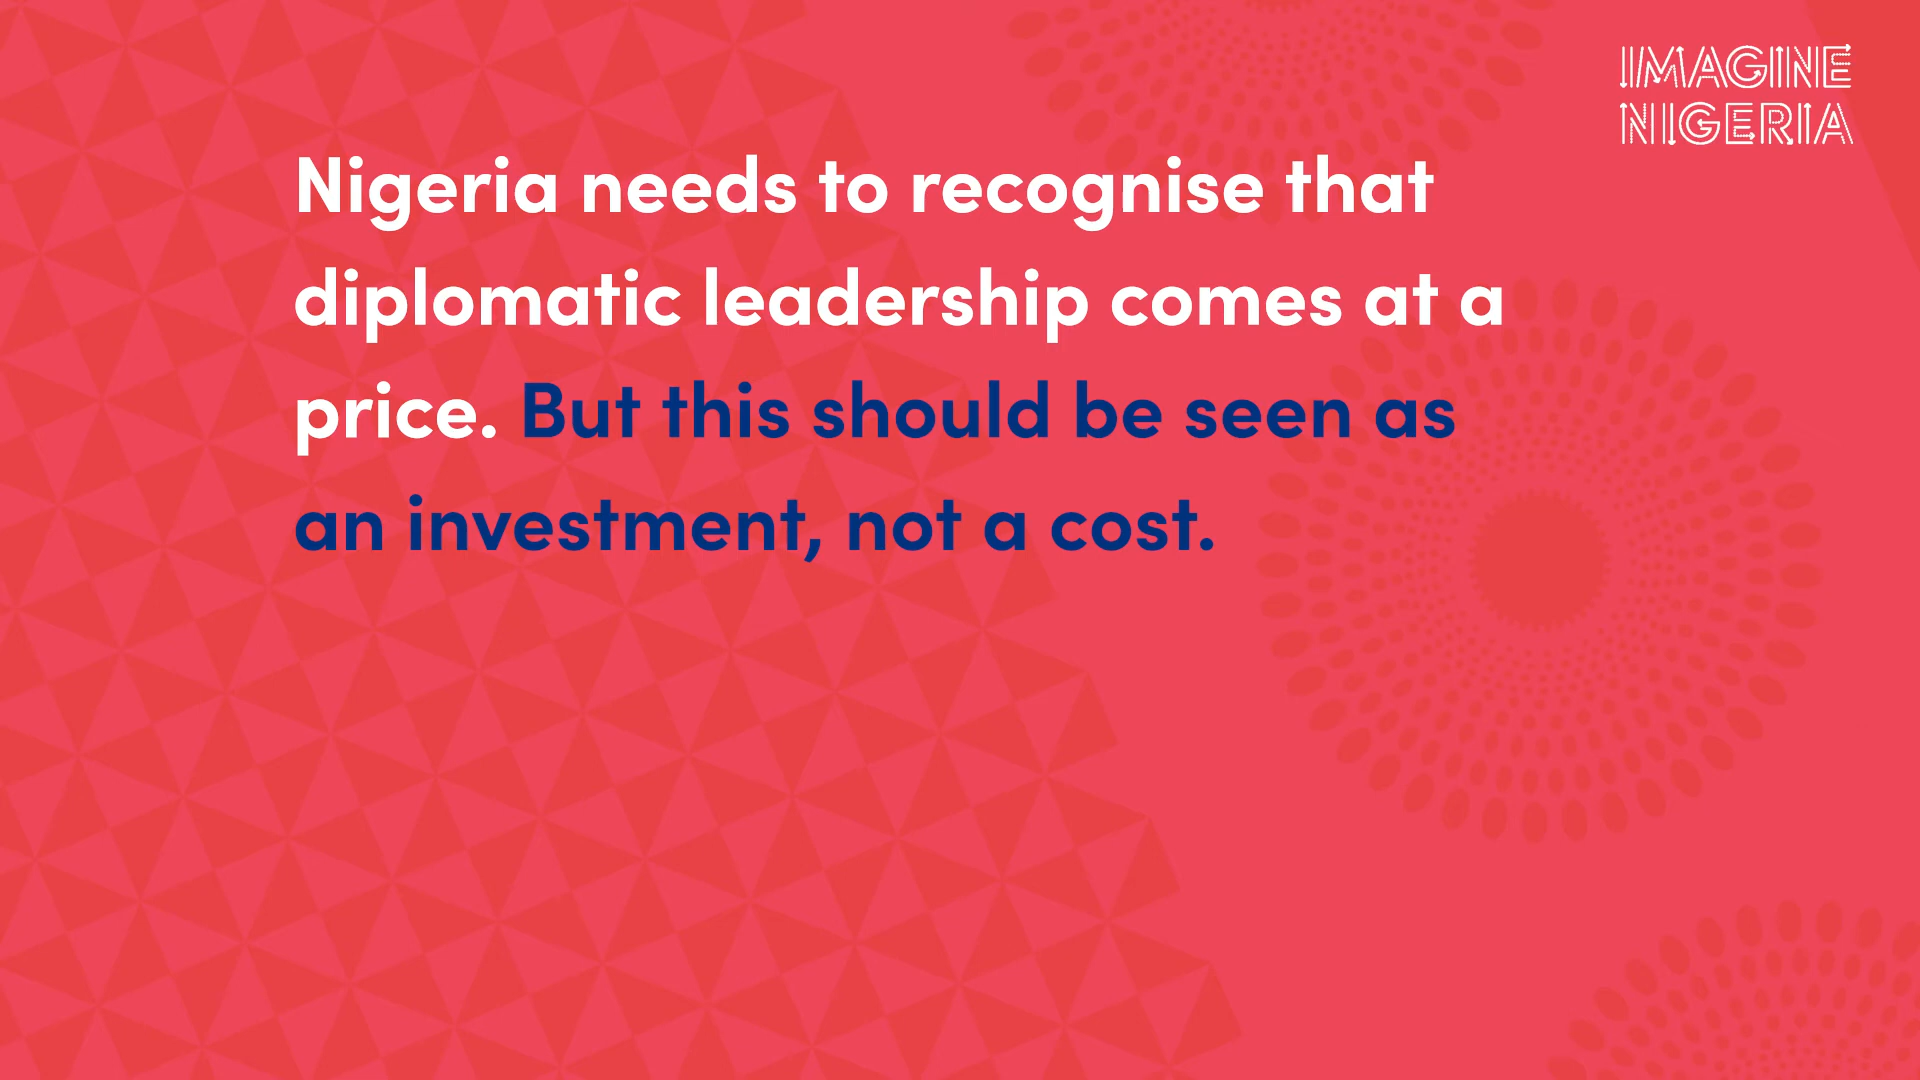 IMAGINE
NIGERIA
Nigeria needs to recognise that
diplomatic leadership comes at a
price. But this should be seen as
an investment, not a cost.